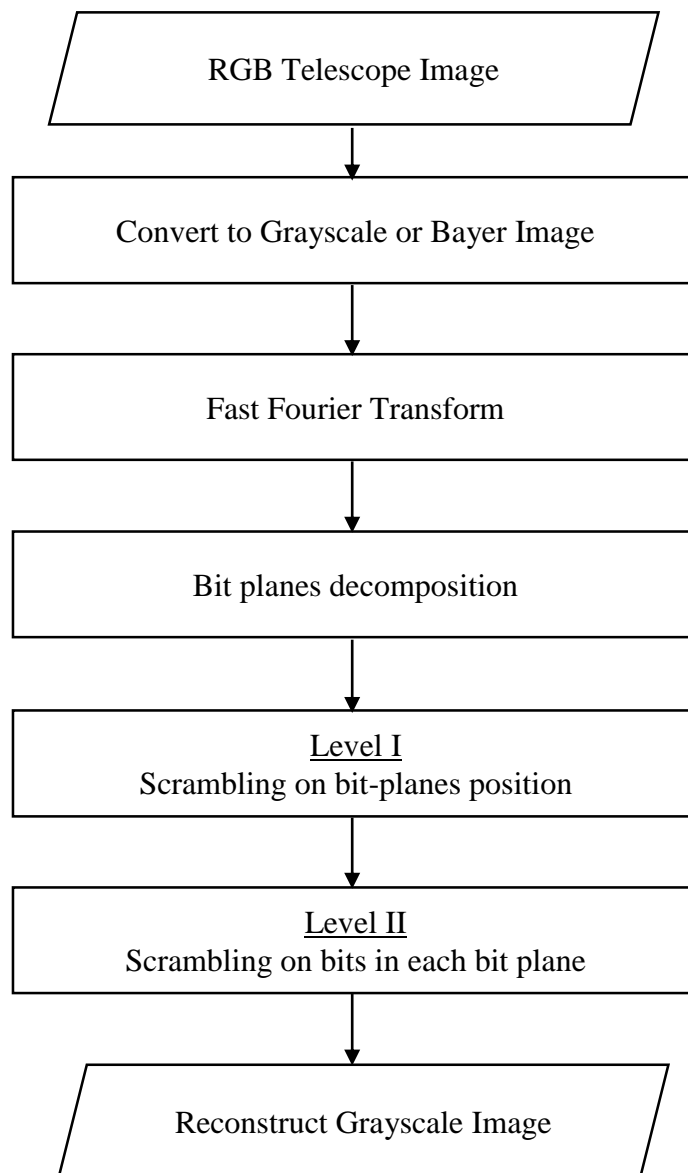 RGB Telescope Image
Convert to Grayscale or Bayer Image
Fast Fourier Transform
Bit planes decomposition
Level I
Scrambling on bit-planes position
Level II
Scrambling on bits in each bit plane
Reconstruct Grayscale Image